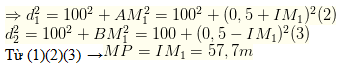 ⇒ d₁² = 100² + AM₁² = 100² + (0, 5 + IM₁)²(2)
d₂² = 100² + BM₁² = 100 + (0, 5 − IM₁)²(3)
Từ (1)(2)(3) → MP = IM₁ = 57, 7m